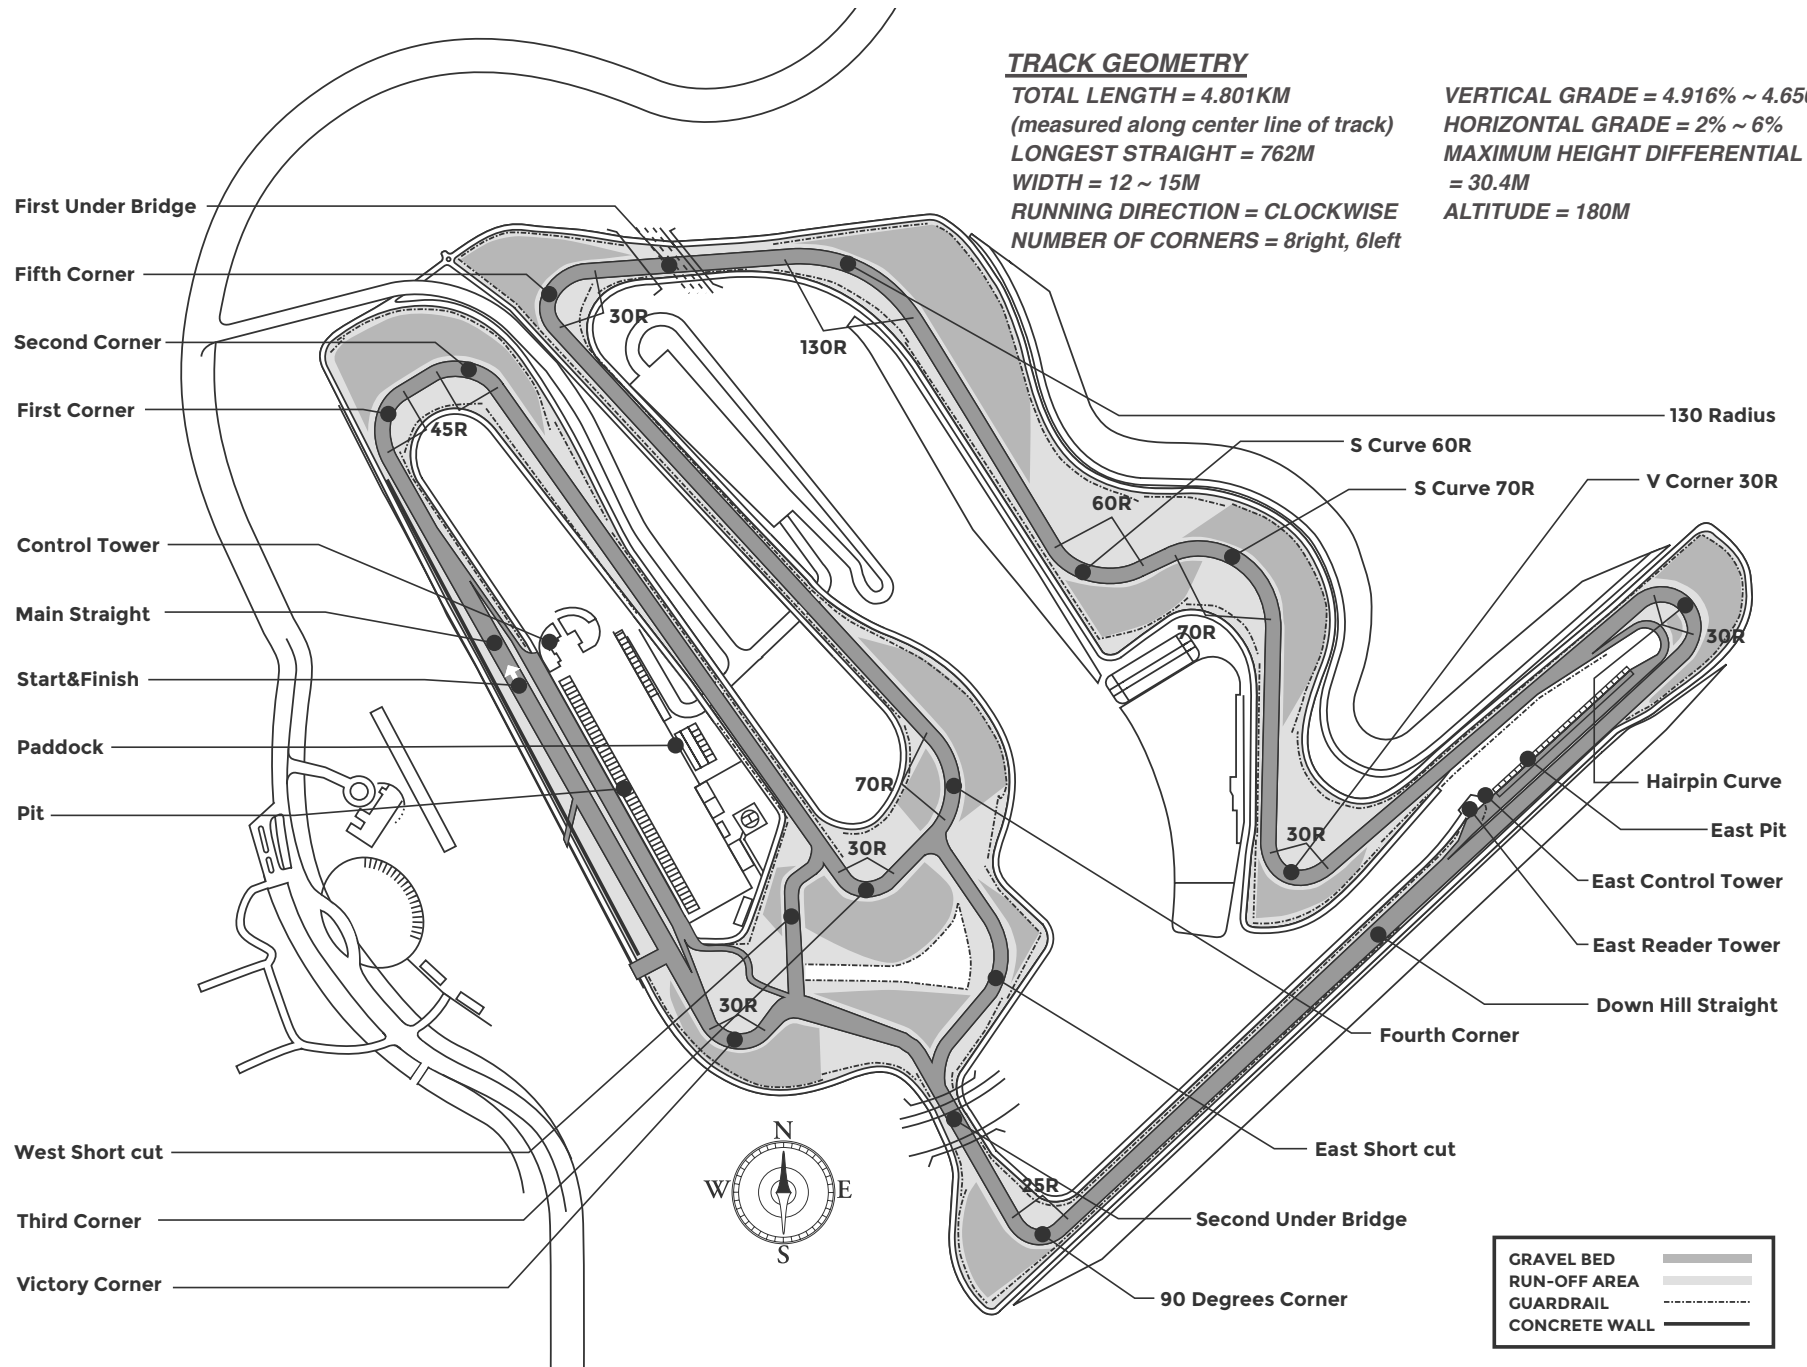 TRACK GEOMETRY
TOTAL LENGTH = 4.801KM
(measured along center line of track)
LONGEST STRAIGHT = 762M
WIDTH = 12 ~ 15M
RUNNING DIRECTION = CLOCKWISE
NUMBER OF CORNERS = 8right, 6left
VERTICAL GRADE = 4.916% ~
HORIZONTAL GRADE = 2% ~ 6%
MAXIMUM HEIGHT DIFFERENTIAL
= 30.4M
ALTITUDE = 180M
First Under Bridge
Fifth Corner
Second Corner
First Corner
Control Tower
Main Straight
Start&Finish
Paddock
Pit
West Short cut
Third Corner
Victory Corner
30R
130R
45R
60R
70R
30R
70R
30R
30R
30R
25R
130 Radius
S Curve 60R
V Corner 30R
S Curve 70R
Hairpin Curve
East Pit
East Control Tower
East Reader Tower
Down Hill Straight
Fourth Corner
East Short cut
Second Under Bridge
90 Degrees Corner
N
W
E
S
GRAVEL BED
RUN-OFF AREA
GUARDRAIL
CONCRETE WALL